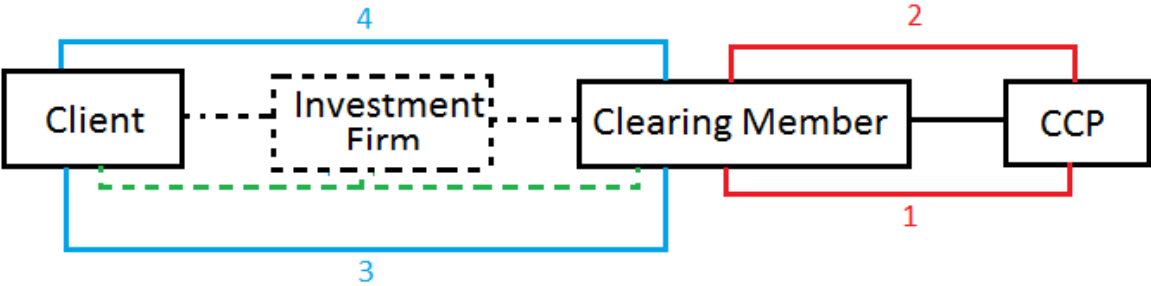 4
2
Client
Investment
Firm
Clearing Member
CCP
1
3